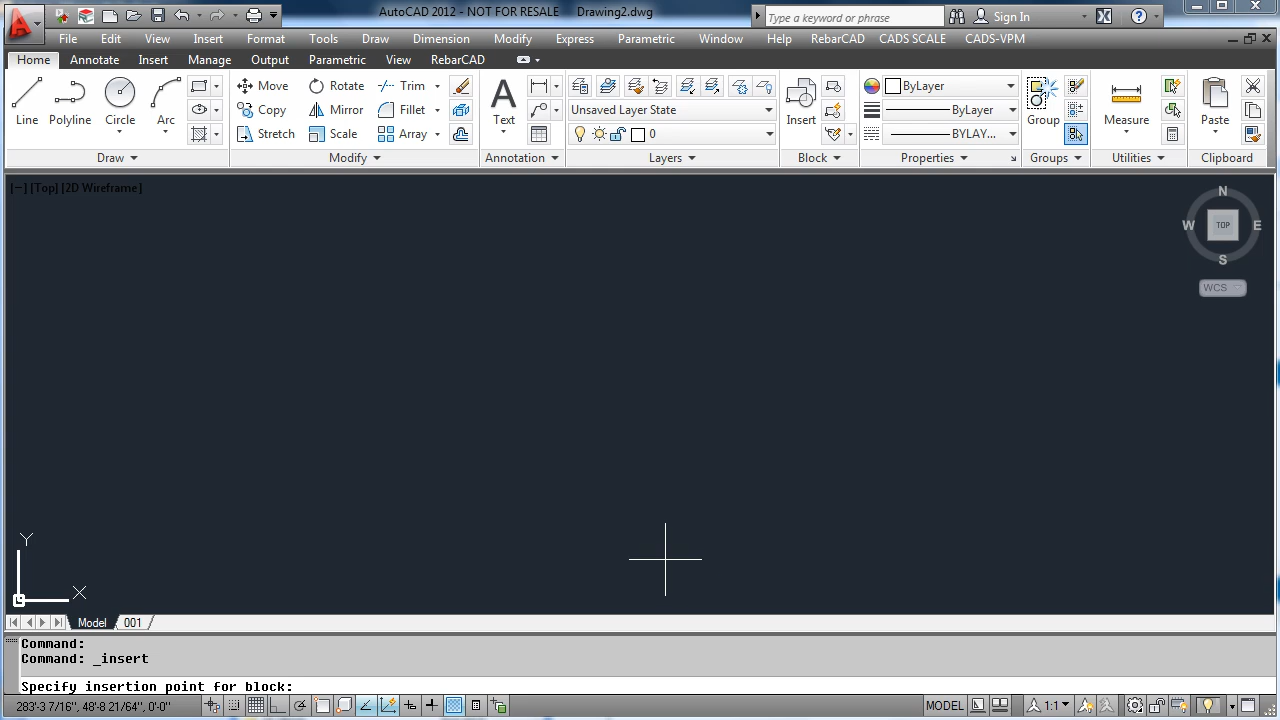 AutoCAD 2012 - NOT FOR RESALE Drawing2.dwg
Type a keyword or phrase
Sign In
File Edit View Insert Format Tools Draw Dimension Modify Express Parametric Window Help RebarCAD CADS SCALE CADS-VPM
Home Annotate Insert Manage Output Parametric View RebarCAD
Line Polyline Circle Arc
Move Rotate Trim
Copy Mirror Fillet
Stretch Scale Array
Text
Unsaved Layer State
0
Insert
ByLayer
ByLayer
BYLAY...
Group
Measure
Paste
Draw Modify Annotation Layers Block Properties Groups Utilities Clipboard
[−] [Top] [2D Wireframe]
N
W TOP E
S
WCS
Y
X
Model 001
Command:
Command: _insert
Specify insertion point for block:
283'-3 7/16", 48'-8 21/64", 0'-0"
MODEL
1:1